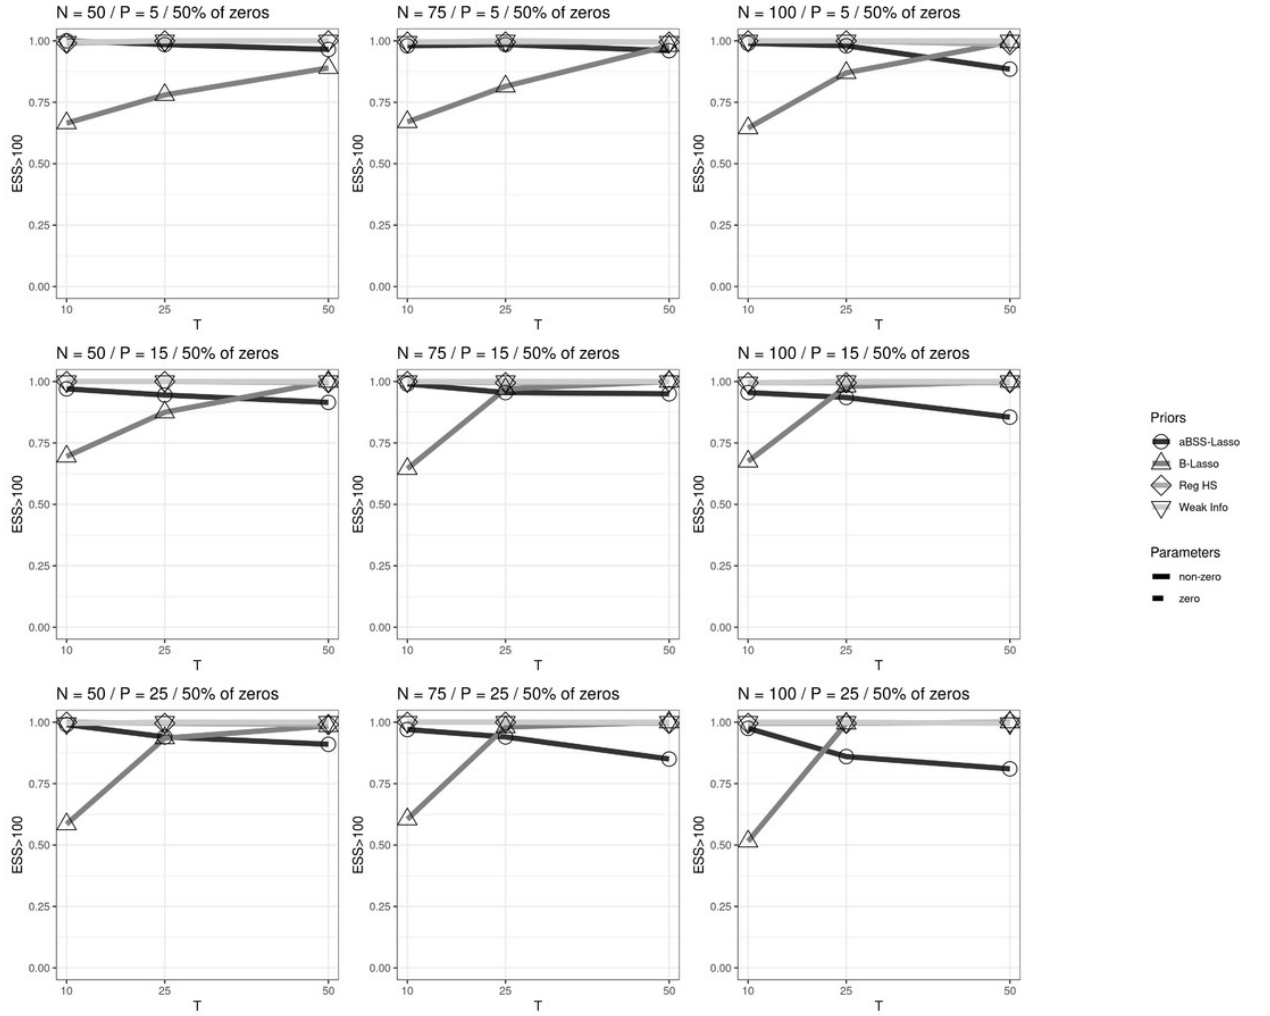 N = 50 / P = 5 / 50% of zeros
ESS>100
1.00
0.75
0.50
0.25
0.00
10
25
50
T
N = 75 / P = 5 / 50% of zeros
ESS>100
1.00
0.75
0.50
0.25
0.00
10
25
50
T
N = 100 / P = 5 / 50% of zeros
ESS>100
1.00
0.75
0.50
0.25
0.00
10
25
50
T
N = 50 / P = 15 / 50% of zeros
ESS>100
1.00
0.75
0.50
0.25
0.00
10
25
50
T
N = 75 / P = 15 / 50% of zeros
ESS>100
1.00
0.75
0.50
0.25
0.00
10
25
50
T
N = 100 / P = 15 / 50% of zeros
ESS>100
1.00
0.75
0.50
0.25
0.00
10
25
50
T
N = 50 / P = 25 / 50% of zeros
ESS>100
1.00
0.75
0.50
0.25
0.00
10
25
50
T
N = 75 / P = 25 / 50% of zeros
ESS>100
1.00
0.75
0.50
0.25
0.00
10
25
50
T
N = 100 / P = 25 / 50% of zeros
ESS>100
1.00
0.75
0.50
0.25
0.00
10
25
50
T
Priors
aBSS-Lasso
B-Lasso
Reg HS
Weak Info
Parameters
non-zero
zero